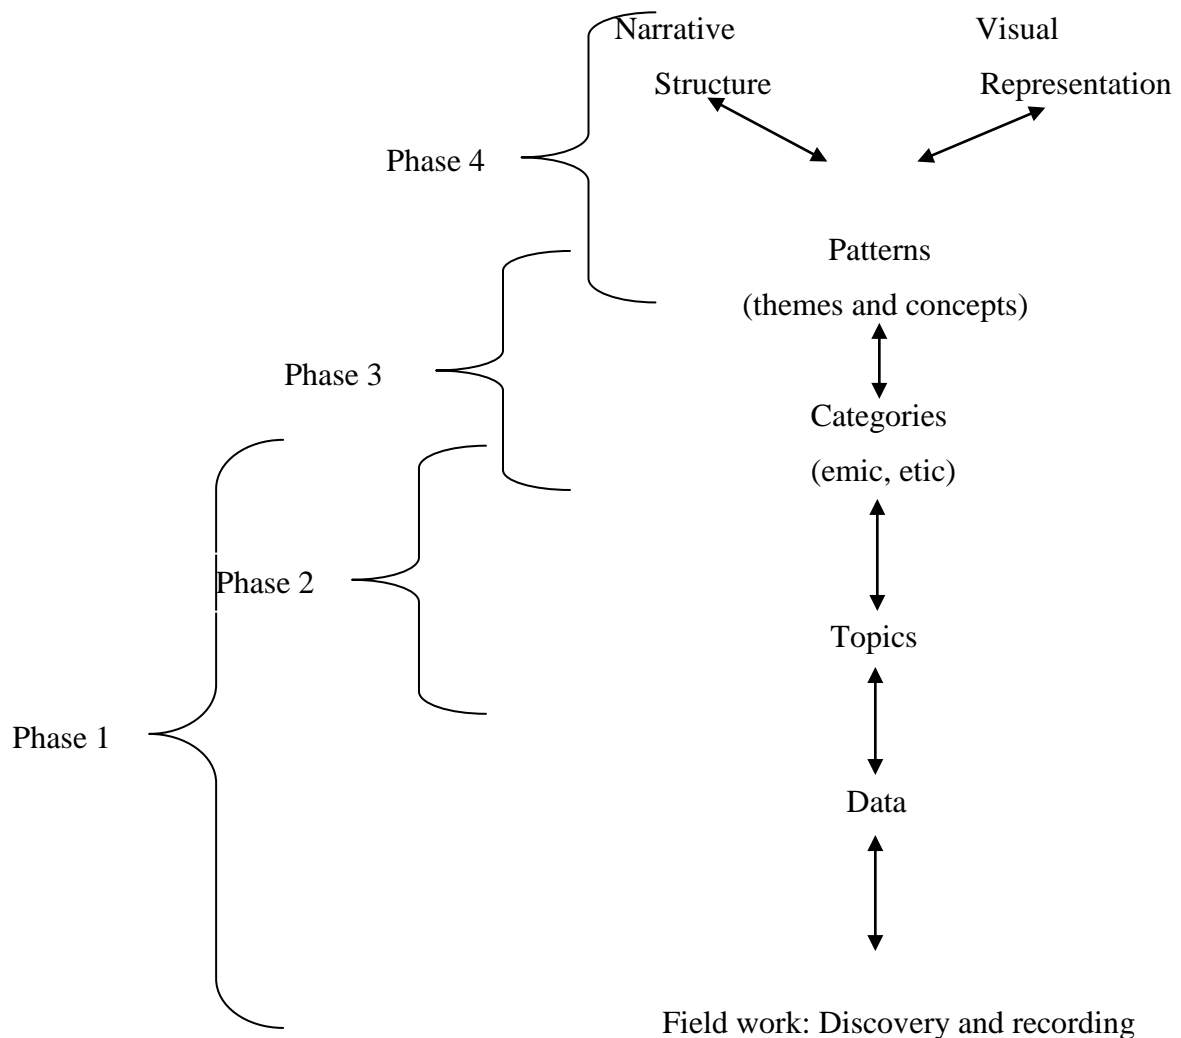 Narrative Visual
Structure Representation
Phase 4
Patterns
(themes and concepts)
Phase 3
Categories
(emic, etic)
Phase 2
Topics
Phase 1
Data
Field work: Discovery and recording